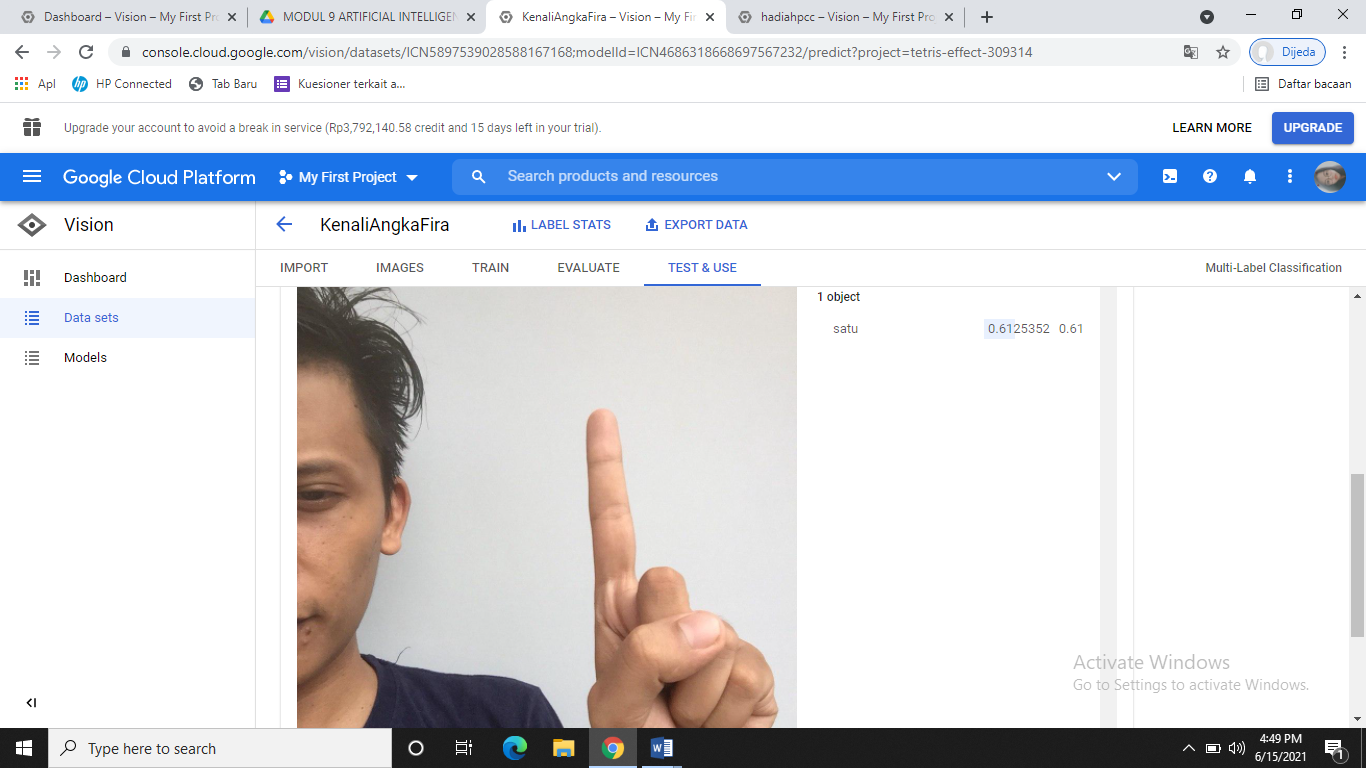 Dashboard – Vision – My First Pr
MODUL 9 ARTIFICIAL INTELLIGEN
KenaliAngkaFira – Vision – My Fir
hadiahpcc – Vision – My First Pro
console.cloud.google.com/vision/datasets/ICN5897539028588167168;modelId=ICN4686318668697567232/predict?project=tetris-effect-309314
Dijeda
Apl
HP Connected
Tab Baru
Kuesioner terkait a...
Daftar bacaan
Upgrade your account to avoid a break in service (Rp3,792,140.58 credit and 15 days left in your trial).
LEARN MORE
UPGRADE
Google Cloud Platform
My First Project
Search products and resources
Vision
KenaliAngkaFira
LABEL STATS
EXPORT DATA
Dashboard
Data sets
Models
IMPORT
IMAGES
TRAIN
EVALUATE
TEST & USE
Multi-Label Classification
1 object
satu 0.6125352 0.61
Activate Windows
Go to Settings to activate Windows.
Type here to search
4:49 PM
6/15/2021
1